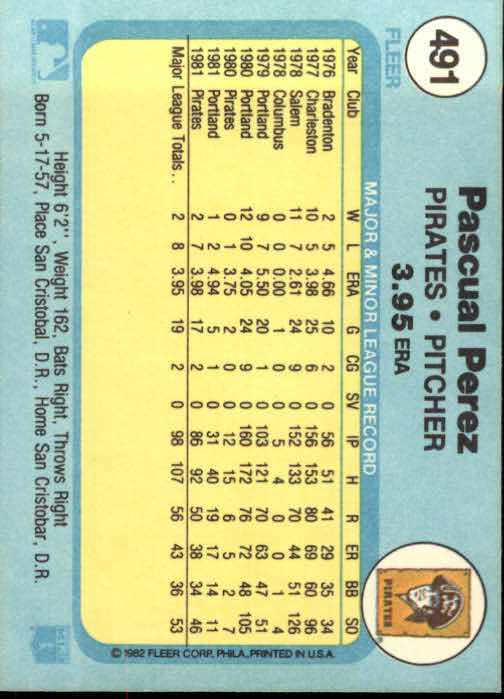 491
FLEER
Pascual Perez
PIRATES • PITCHER
3.95 ERA
PIRATES
MAJOR & MINOR LEAGUE RECORD
Year Club W L ERA G CG SV IP H R ER BB SO
1976 Bradenton 2 5 4.66 10 2 0 56 51 41 29 35 34
1977 Charleston 10 5 3.98 25 6 0 156 153 80 69 60 96
1978 Salem 11 7 2.61 24 9 0 152 133 70 44 51 126
1978 Columbus 0 0 0.00 1 0 0 5 4 0 0 1 4
1979 Portland 9 7 5.50 20 1 0 103 121 70 63 47 51
1980 Portland 12 10 4.05 24 9 0 160 172 76 72 48 105
1980 Pirates 0 1 3.75 2 0 0 12 15 6 5 2 7
1981 Portland 1 2 4.94 5 1 0 31 40 19 17 14 11
1981 Pirates 2 7 3.98 17 2 0 86 92 50 38 34 46
Major League Totals... 2 8 3.95 19 2 0 98 107 56 43 36 53
© 1982 FLEER CORP., PHILA., PRINTED IN U.S.A.
Height 6'2'', Weight 162, Bats Right, Throws Right
Born 5-17-57, Place San Cristobal, D.R., Home San Cristobar, D.R.